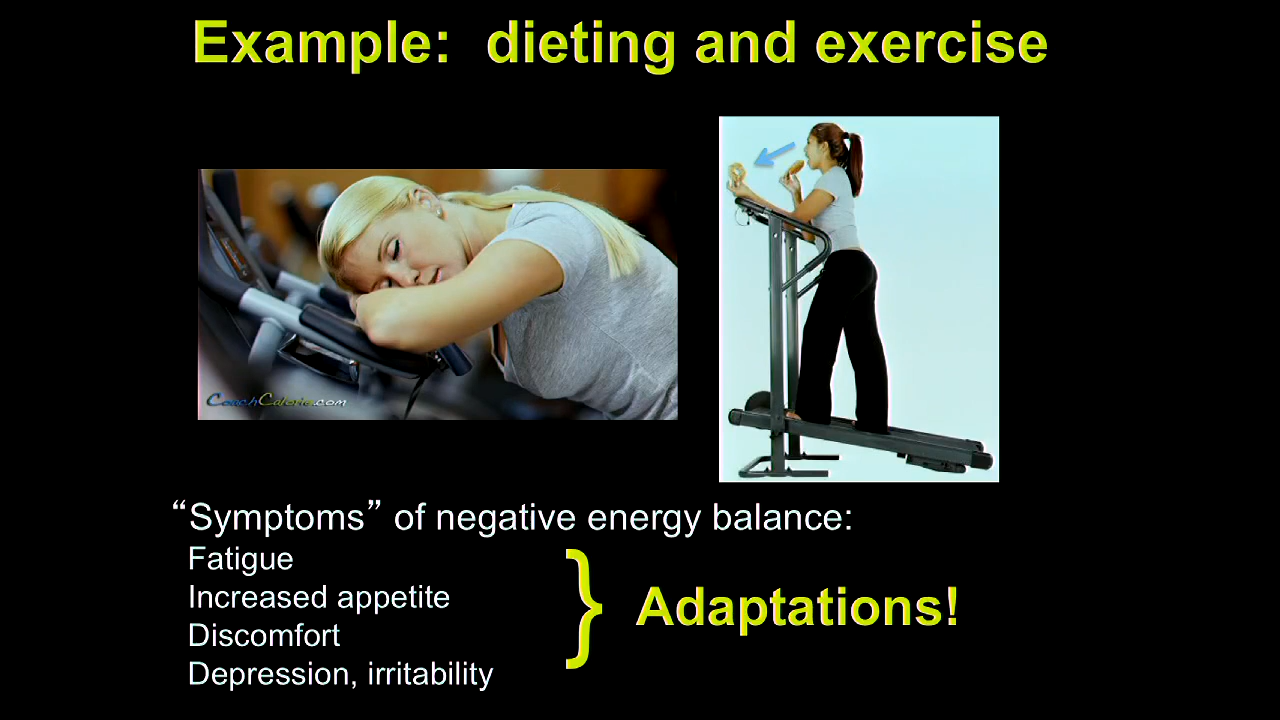 Example: dieting and exercise
CoachCalorie.com
“Symptoms” of negative energy balance:
Fatigue
Increased appetite
Discomfort
Depression, irritability
} Adaptations!